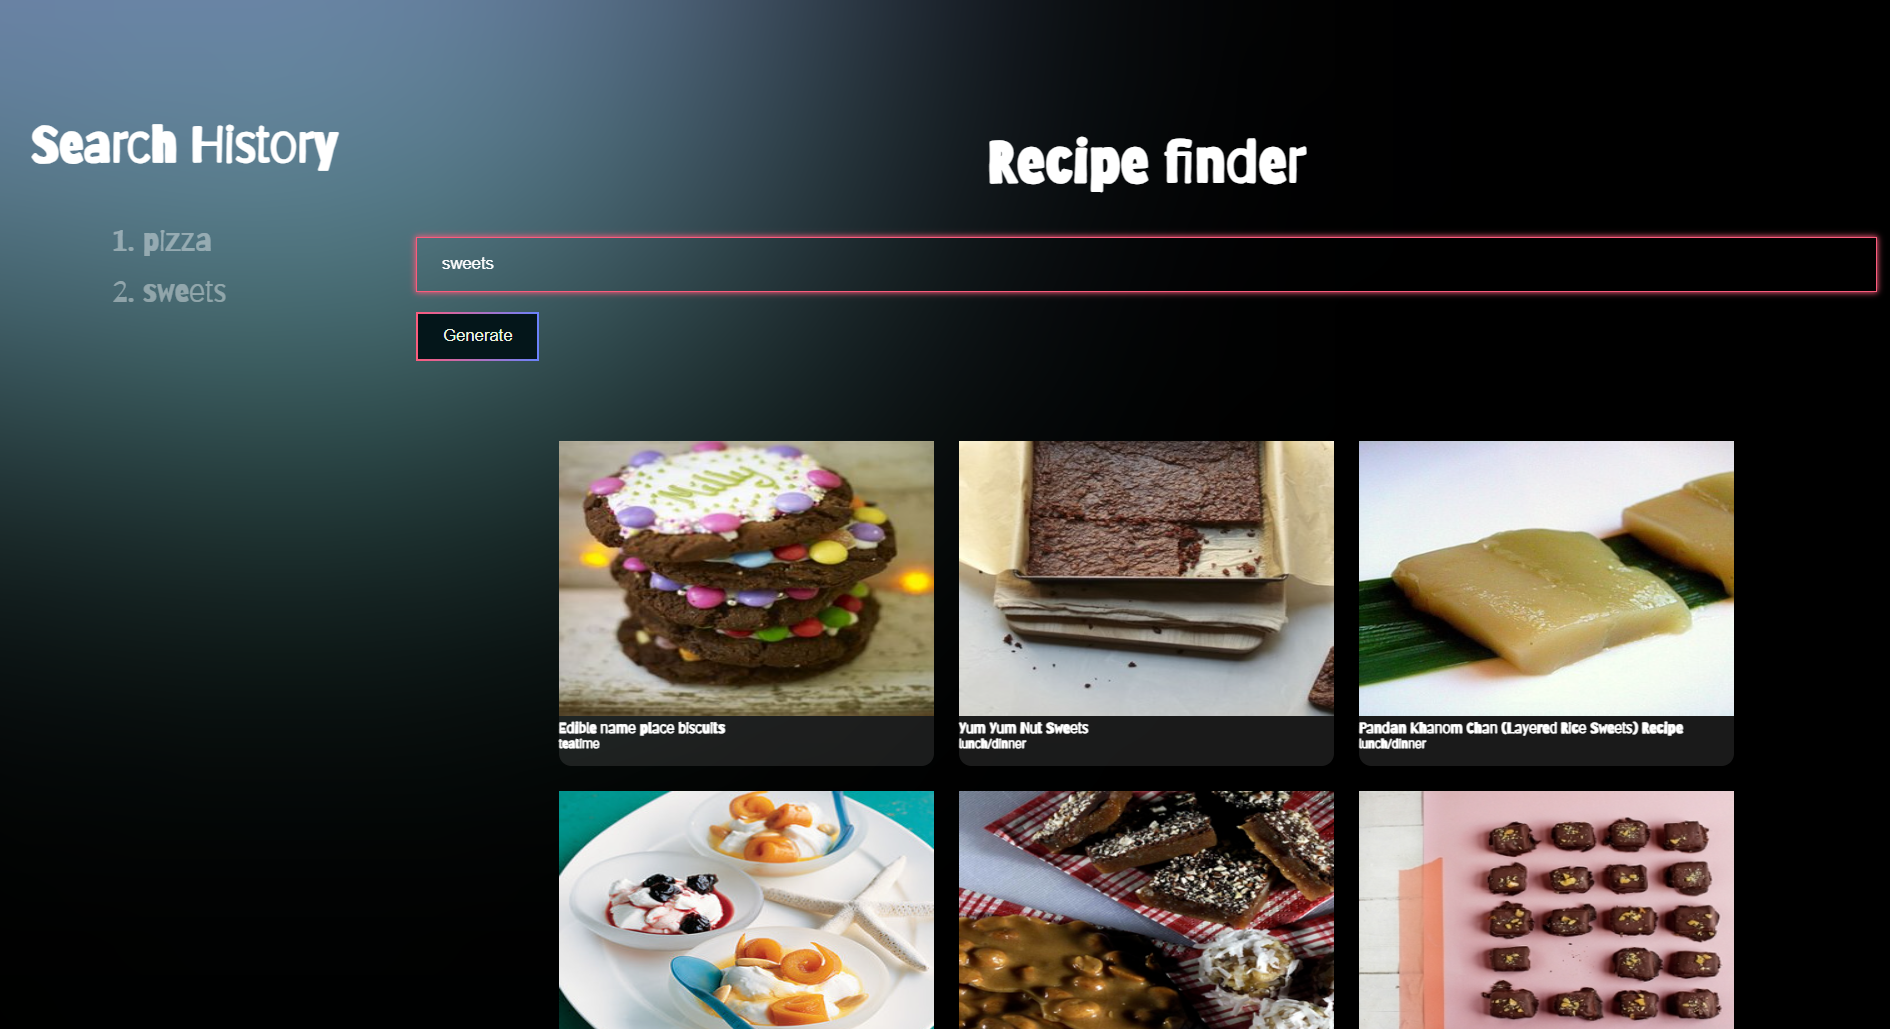 Search History
1. pizza
2. sweets
Recipe finder
sweets
Generate
Milly
Edible name place biscuits
teatime
Yum Yum Nut Sweets
lunch/dinner
Pandan Khanom Chan (Layered Rice Sweets) Recipe
lunch/dinner